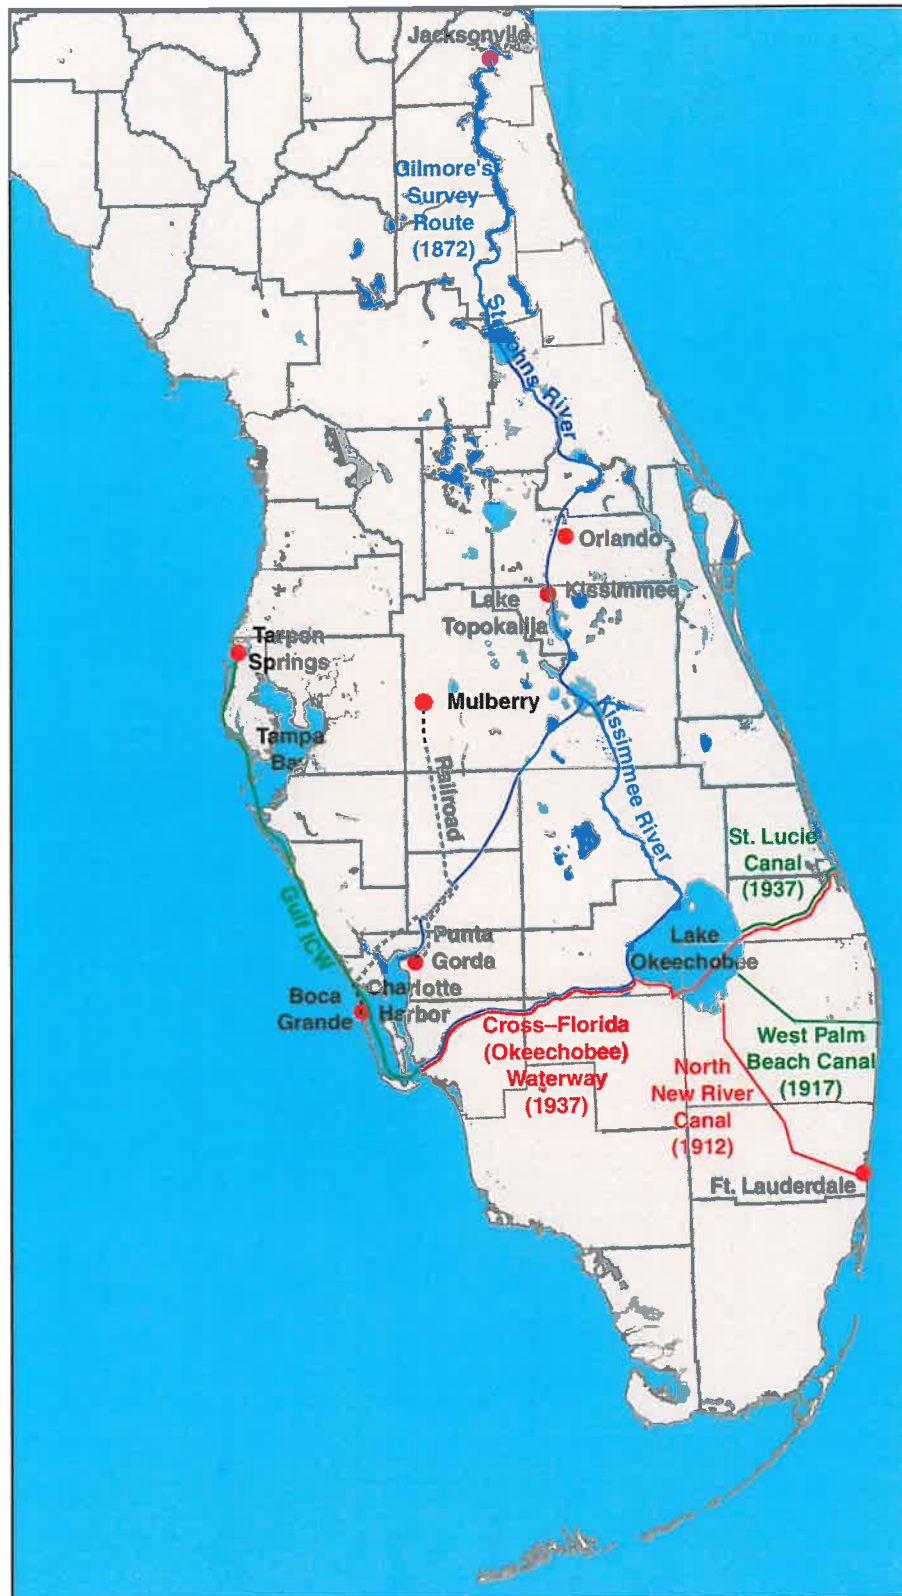 Jacksonville
Gilmore's
Survey
Route
(1872)
St. Johns River
Orlando
Kissimmee
Lake
Topokalija
Tarpon
Springs
Mulberry
Tampa
Bay
Railroad
Kissimmee River
St. Lucie
Canal
(1937)
Gulf ICW
Punta
Gorda
Lake
Okeechobee
Charlotte
Harbor
Boca
Grande
Cross–Florida
(Okeechobee)
Waterway
(1937)
West Palm
Beach Canal
(1917)
North
New River
Canal
(1912)
Ft. Lauderdale